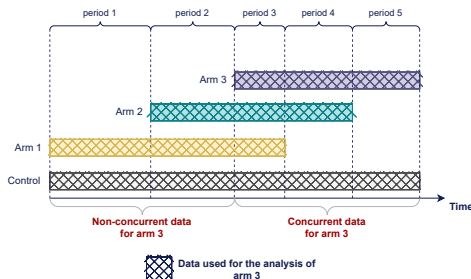 period 1 period 2 period 3 period 4 period 5
Arm 3
Arm 2
Arm 1
Control
Time
Non-concurrent data
for arm 3
Concurrent data
for arm 3
Data used for the analysis of
arm 3